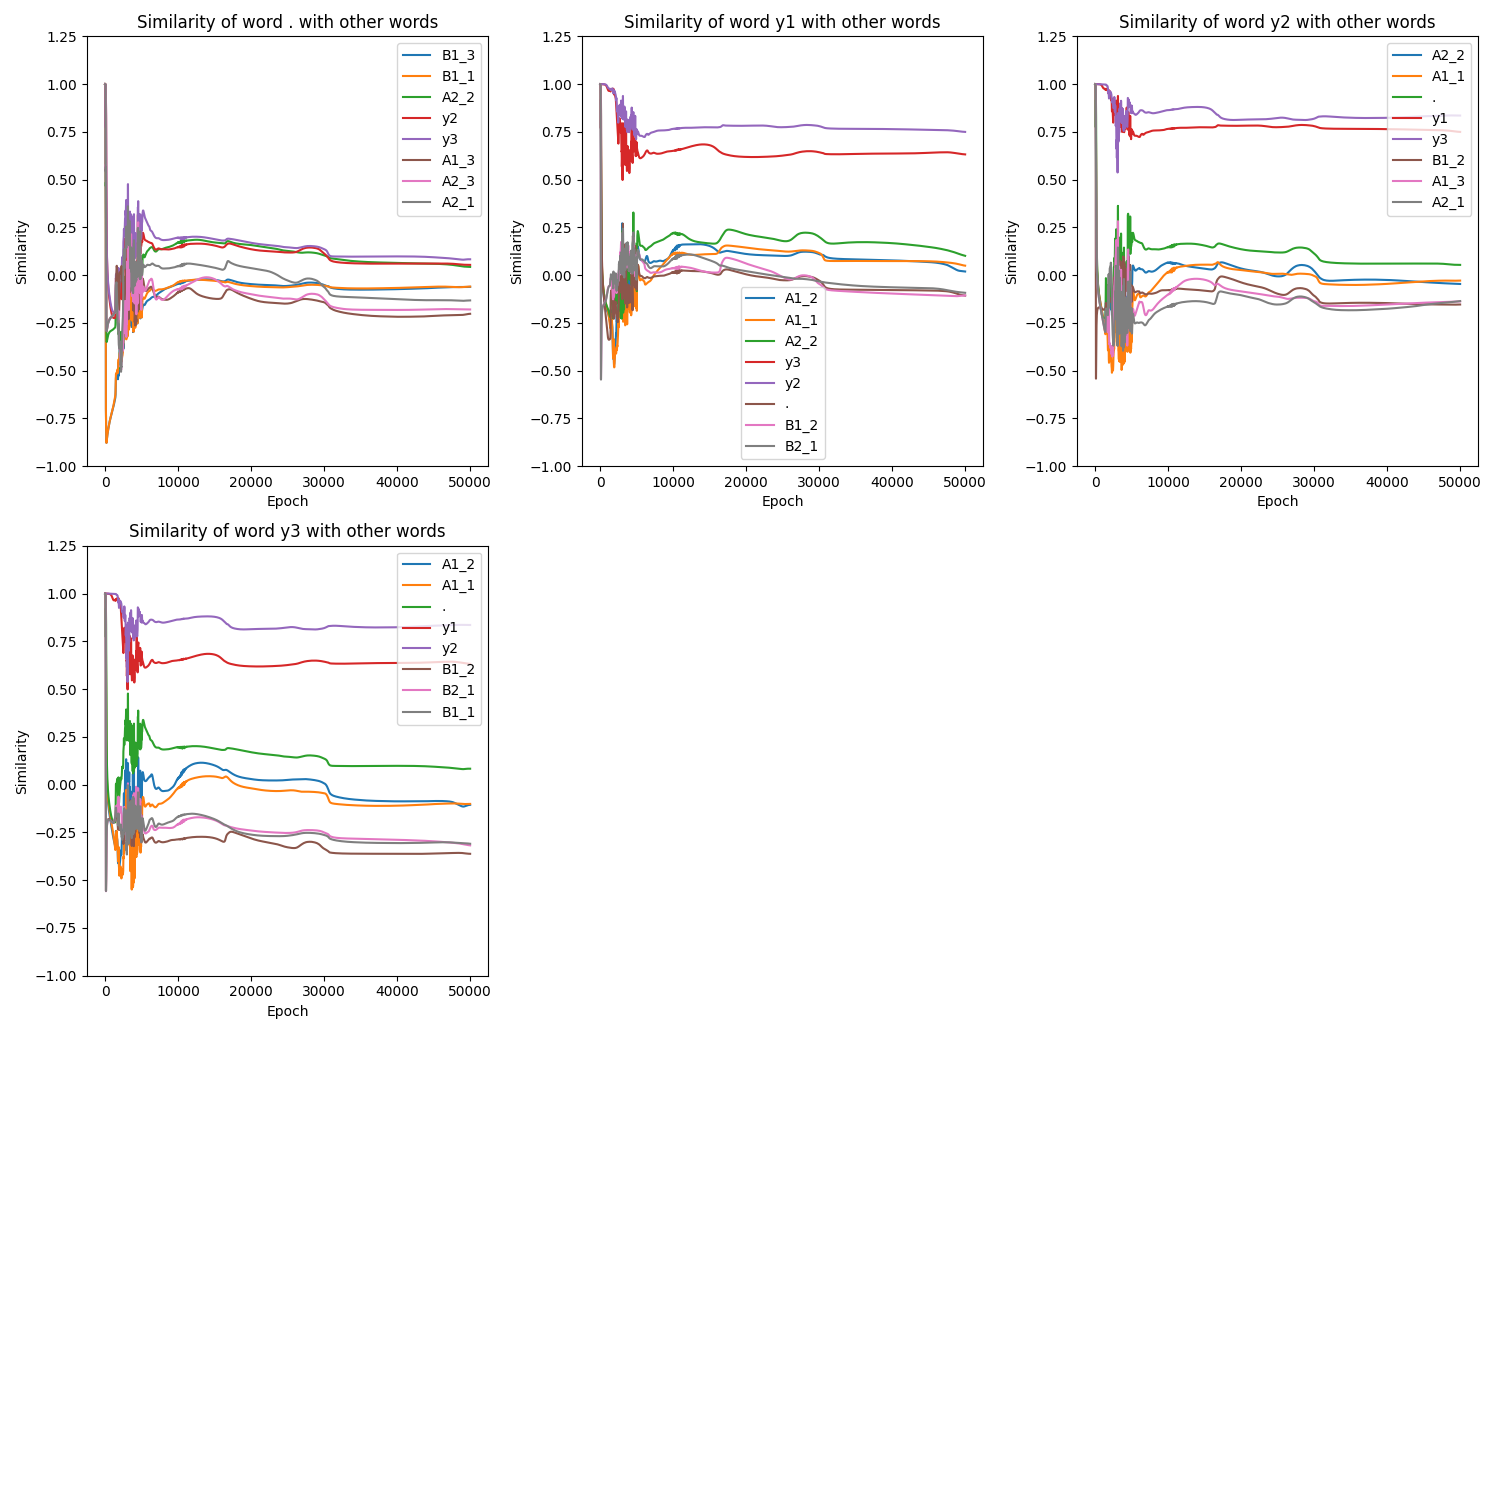 Similarity of word . with other words
1.25
1.00
0.75
0.50
0.25
0.00
−0.25
−0.50
−0.75
−1.00
Similarity
B1_3
B1_1
A2_2
y2
y3
A1_3
A2_3
A2_1
0 10000 20000 30000 40000 50000
Epoch
Similarity of word y1 with other words
1.25
1.00
0.75
0.50
0.25
0.00
−0.25
−0.50
−0.75
−1.00
Similarity
A1_2
A1_1
A2_2
y3
y2
.
B1_2
B2_1
0 10000 20000 30000 40000 50000
Epoch
Similarity of word y2 with other words
1.25
1.00
0.75
0.50
0.25
0.00
−0.25
−0.50
−0.75
−1.00
Similarity
A2_2
A1_1
.
y1
y3
B1_2
A1_3
A2_1
0 10000 20000 30000 40000 50000
Epoch
Similarity of word y3 with other words
1.25
1.00
0.75
0.50
0.25
0.00
−0.25
−0.50
−0.75
−1.00
Similarity
A1_2
A1_1
.
y1
y2
B1_2
B2_1
B1_1
0 10000 20000 30000 40000 50000
Epoch